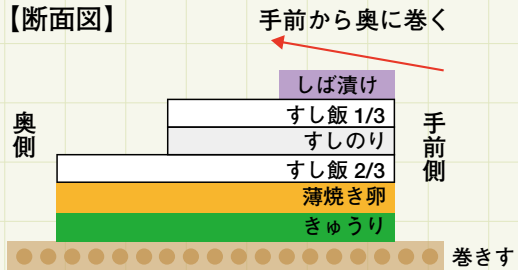 【断面図】
手前から奥に巻く
しば漬け
すし飯 1/3
すしのり
すし飯 2/3
薄焼き卵
きゅうり
奥側
手前側
巻きす